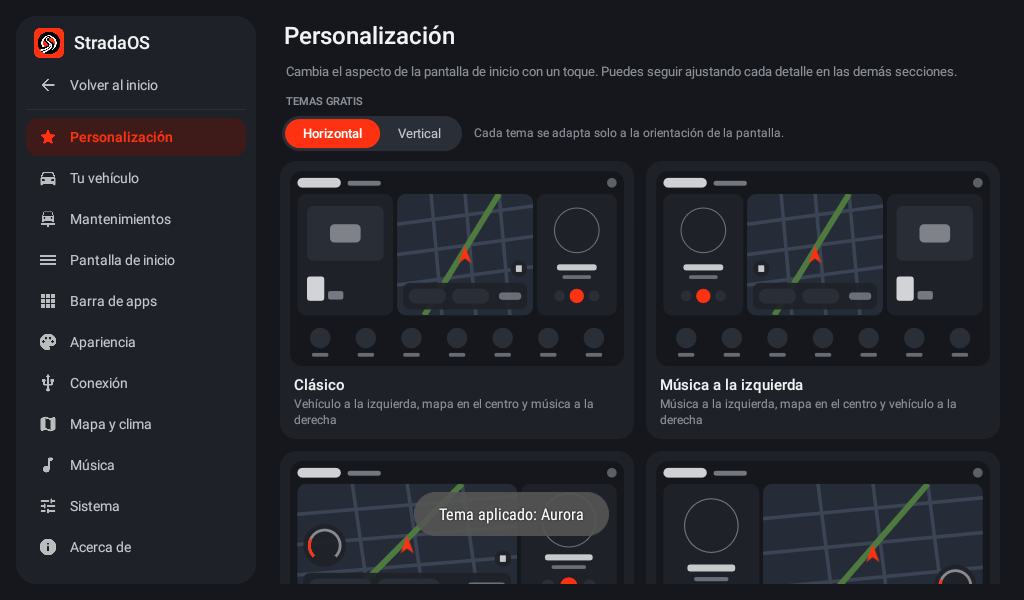 StradaOS
Volver al inicio
Personalización
Tu vehículo
Mantenimientos
Pantalla de inicio
Barra de apps
Apariencia
Conexión
Mapa y clima
Música
Sistema
Acerca de
Personalización
Cambia el aspecto de la pantalla de inicio con un toque. Puedes seguir ajustando cada detalle en las demás secciones.
TEMAS GRATIS
Horizontal
Vertical
Cada tema se adapta solo a la orientación de la pantalla.
Clásico
Vehículo a la izquierda, mapa en el centro y música a la
derecha
Música a la izquierda
Música a la izquierda, mapa en el centro y vehículo a la
derecha
Tema aplicado: Aurora